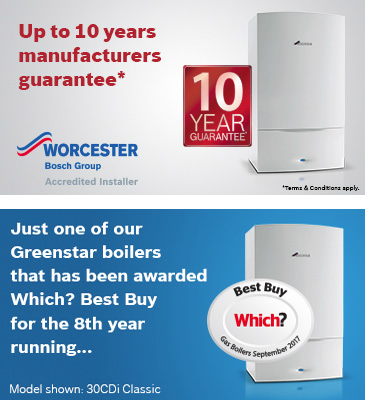 Up to 10 years
manufacturers
guarantee*
10
YEAR
GUARANTEE*
WORCESTER
Bosch Group
Accredited Installer
*Terms & Conditions apply.
Just one of our
Greenstar boilers
that has been awarded
Which? Best Buy
for the 8th year
running...
Best Buy
Which?
Gas Boilers September 2017
Model shown: 30CDi Classic